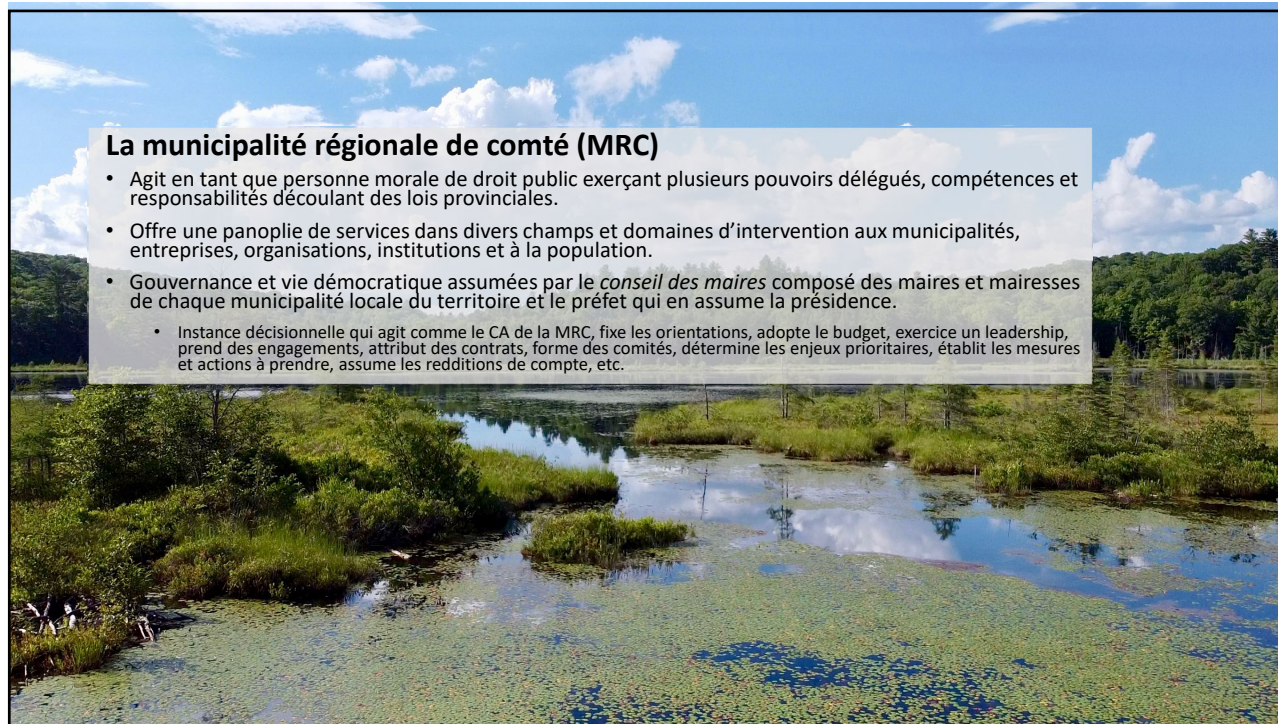 La municipalité régionale de comté (MRC)
• Agit en tant que personne morale de droit public exerçant plusieurs pouvoirs délégués, compétences et
responsabilités découlant des lois provinciales.
• Offre une panoplie de services dans divers champs et domaines d'intervention aux municipalités,
entreprises, organisations, institutions et à la population.
• Gouvernance et vie démocratique assumées par le conseil des maires composé des maires et mairesses
de chaque municipalité locale du territoire et le préfet qui en assume la présidence.
• Instance décisionnelle qui agit comme le CA de la MRC, fixe les orientations, adopte le budget, exercice un leadership,
prend des engagements, attribut des contrats, forme des comités, détermine les enjeux prioritaires, établit les mesures
et actions à prendre, assume les redditions de compte, etc.